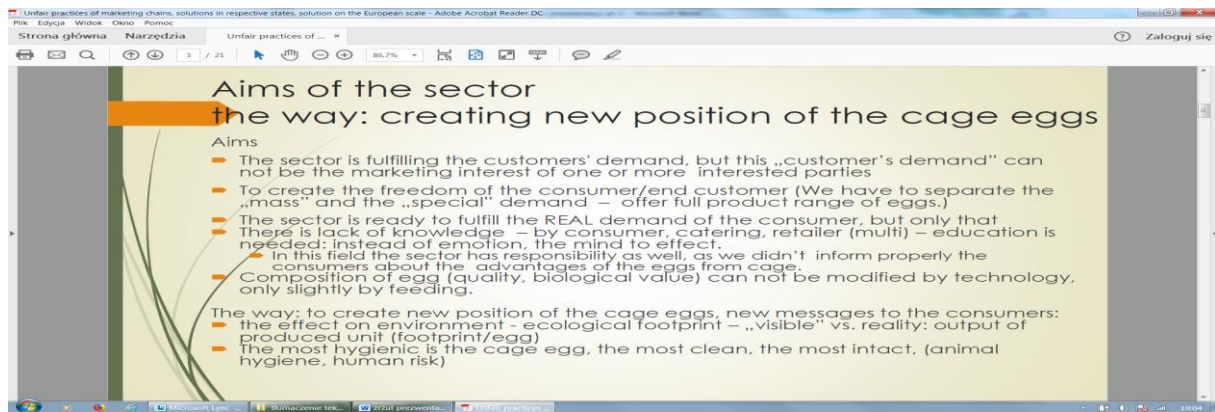 Unfair practices of marketing chains, solutions in respective states, solution on the European scale - Adobe Acrobat Reader DC
Plik Edycja Widok Okno Pomoc
Strona główna Narzędzia Unfair practices of ... × Zaloguj się
3 / 21 86,7%
Aims of the sector
the way: creating new position of the cage eggs
Aims
The sector is fulfilling the customers' demand, but this „customer's demand" can
not be the marketing interest of one or more interested parties
To create the freedom of the consumer/end customer (We have to separate the
„mass" and the „special" demand – offer full product range of eggs.)
The sector is ready to fulfill the REAL demand of the consumer, but only that
There is lack of knowledge – by consumer, catering, retailer (multi) – education is
needed: instead of emotion, the mind to effect.
In this field the sector has responsibility as well, as we didn't inform properly the
consumers about the advantages of the eggs from cage.
Composition of egg (quality, biological value) can not be modified by technology,
only slightly by feeding.
The way: to create new position of the cage eggs, new messages to the consumers:
the effect on environment - ecological footprint – „visible" vs. reality: output of
produced unit (footprint/egg)
The most hygienic is the cage egg, the most clean, the most intact, (animal
hygiene, human risk)
Microsoft Lync ... tłumaczenie tek... zrzut prezwenta... Unfair practices ... 19:04